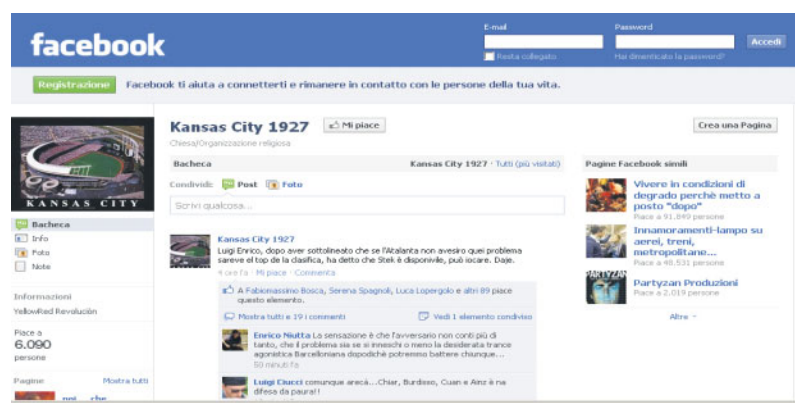 facebook
E-mail
Password
Accedi
Resta collegato
Hai dimenticato la password?
Registrazione
Facebook ti aiuta a connetterti e rimanere in contatto con le persone della tua vita.
KANSAS CITY
Bacheca
Info
Foto
Note
Informazioni
YellowRed Revolución
Piace a
6.090
persone
Pagine Mostra tutti
Kansas City 1927 Mi piace
Chiesa/Organizzazione religiosa
Bacheca Kansas City 1927 · Tutti (più visitati)
Condividi: Post Foto
Scrivi qualcosa...
Kansas City 1927
Luigi Enrico, dopo aver sottolineato che se l'Atalanta non avesiro quei problema
sareve el top de la clasifica, ha detto che Stek è disponivile, può iocare. Daje.
4 ore fa · Mi piace · Commenta
A Fabiomassimo Bosca, Serena Spagnoli, Luca Lopergolo e altri 89 piace
questo elemento.
Mostra tutti e 19 i commenti
Vedi 1 elemento condiviso
Enrico Niutta La sensazione è che l'avversario non conti più di
tanto, che il problema sia se si inneschi o meno la desiderata trance
agonistica Barcelloniana dopodichè potremmo battere chiunque...
50 minuti fa
Luigi Ciucci comunque arecà...Chiar, Burdisso, Cuan e Ainz è na
difesa da paura!!
Crea una Pagina
Pagine Facebook simili
Vivere in condizioni di
degrado perchè metto a
posto "dopo"
Piace a 91.849 persone
Innamoramenti-lampo su
aerei, treni,
metropolitane...
Piace a 48.531 persone
PARTYZAN
Partyzan Produzioni
Piace a 2.019 persone
Altre